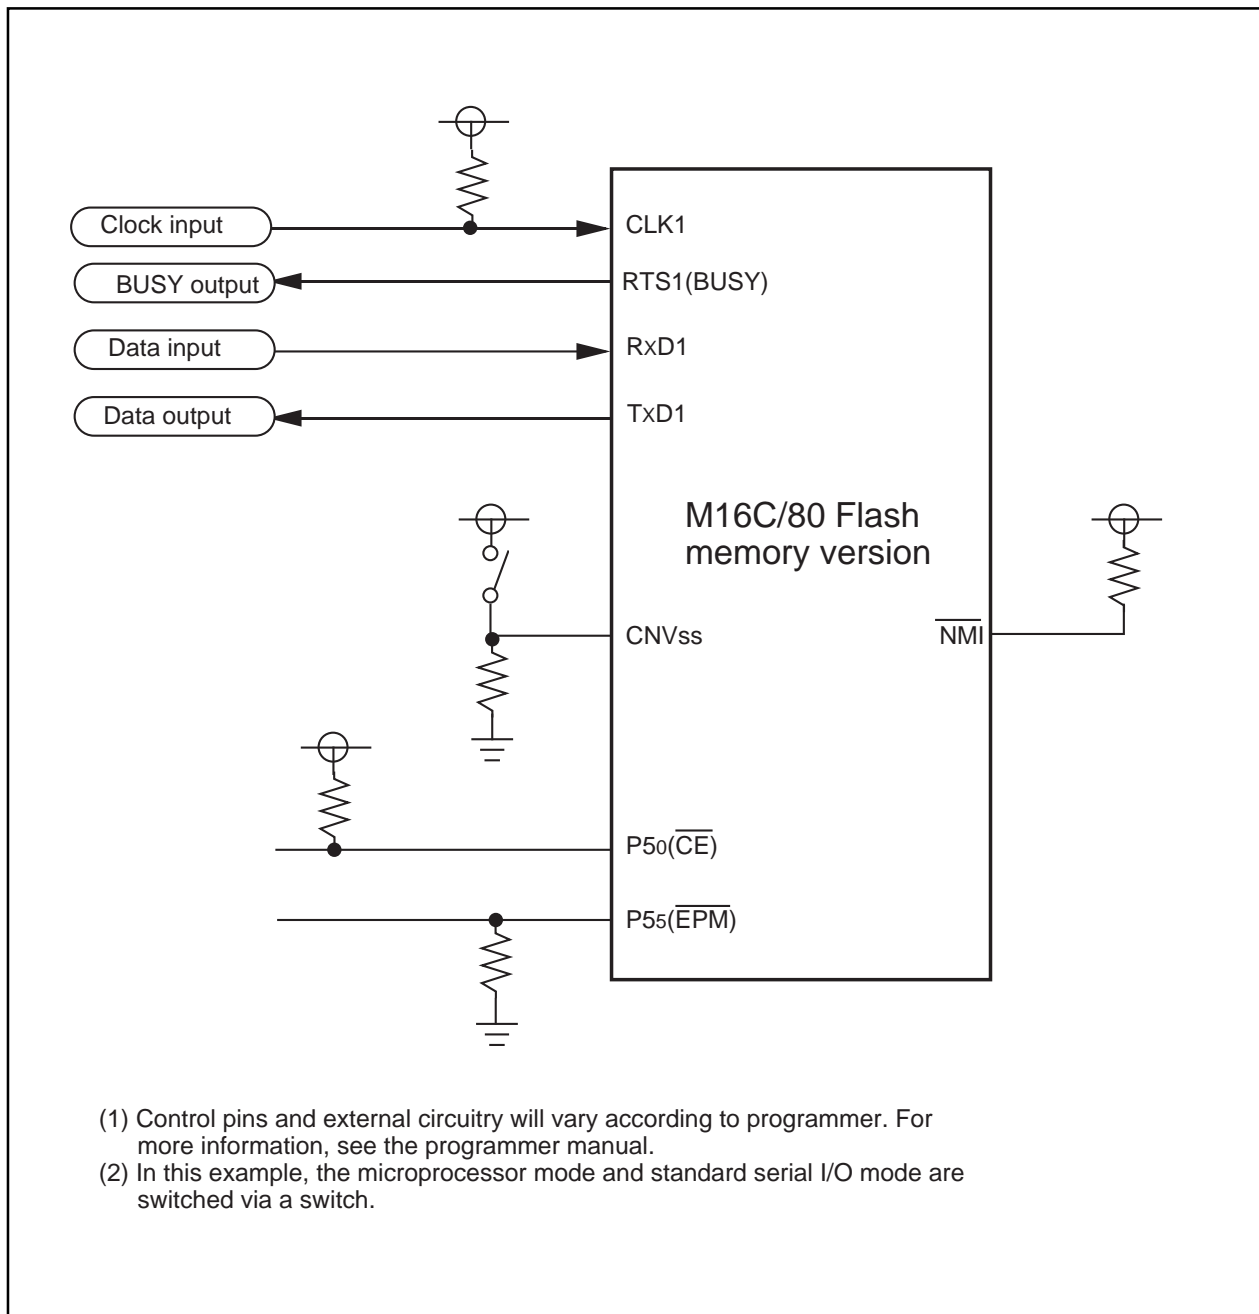 Clock input
CLK1
BUSY output
RTS1(BUSY)
Data input
RxD1
Data output
TxD1
M16C/80 Flash
memory version
CNVss
NMI
P50(CE)
P55(EPM)
(1) Control pins and external circuitry will vary according to programmer. For
more information, see the programmer manual.
(2) In this example, the microprocessor mode and standard serial I/O mode are
switched via a switch.